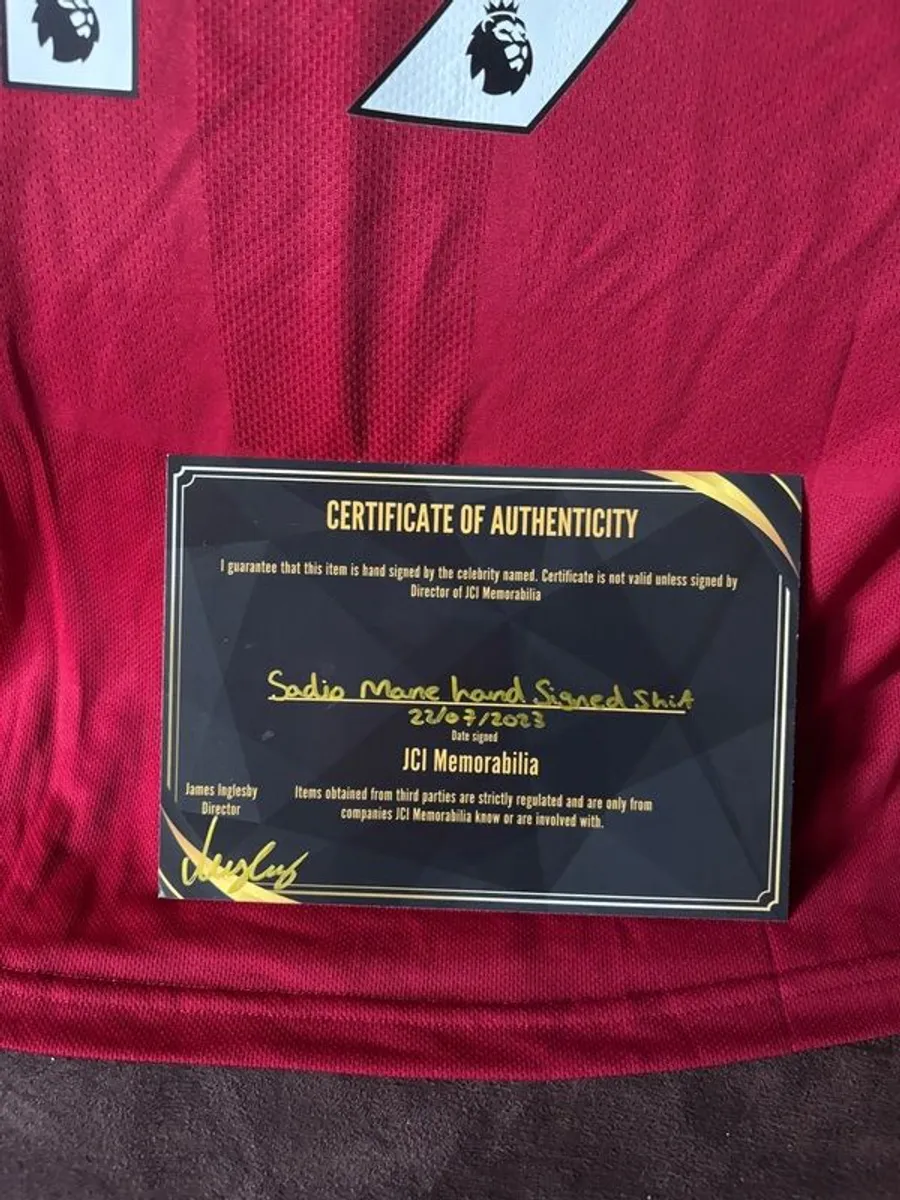 CERTIFICATE OF AUTHENTICITY
I guarantee that this item is hand signed by the celebrity named. Certificate is not valid unless signed by
Director of JCI Memorabilia
Sadio Mane hand Signed Shirt
22/07/2023
Date signed
JCI Memorabilia
James Inglesby
Director
Items obtained from third parties are strictly regulated and are only from
companies JCI Memorabilia know or are involved with.